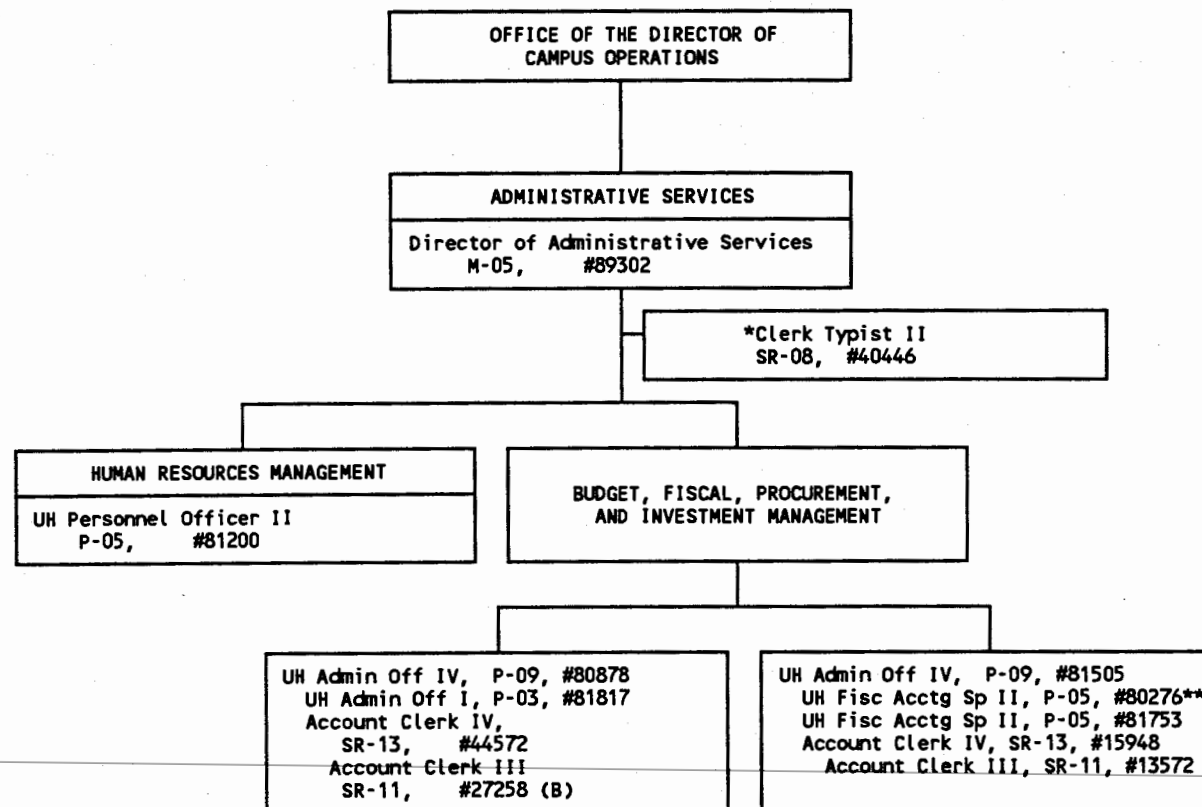 OFFICE OF THE DIRECTOR OF
CAMPUS OPERATIONS
ADMINISTRATIVE SERVICES
Director of Administrative Services
M-05, #89302
*Clerk Typist II
SR-08, #40446
HUMAN RESOURCES MANAGEMENT
UH Personnel Officer II
P-05, #81200
BUDGET, FISCAL, PROCUREMENT,
AND INVESTMENT MANAGEMENT
UH Admin Off IV, P-09, #80878
UH Admin Off I, P-03, #81817
Account Clerk IV,
SR-13, #44572
Account Clerk III
SR-11, #27258 (B)
UH Admin Off IV, P-09, #81505
UH Fisc Acctg Sp II, P-05, #80276**
UH Fisc Acctg Sp II, P-05, #81753
Account Clerk IV, SR-13, #15948
Account Clerk III, SR-11, #13572